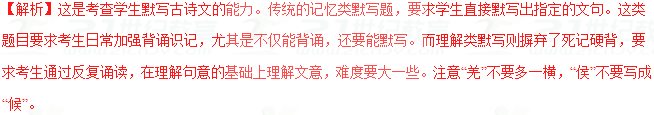 【解析】这是考查学生默写古诗文的能力。传统的记忆类默写题，要求学生直接默写出指定的文句。这类
题目要求考生日常加强背诵识记，尤其是不仅能背诵，还要能默写。而理解类默写则摒弃了死记硬背，要
求考生通过反复诵读，在理解句意的基础上理解文意，难度要大一些。注意“羌”不要多一横，“侯”不要写成
“候”。